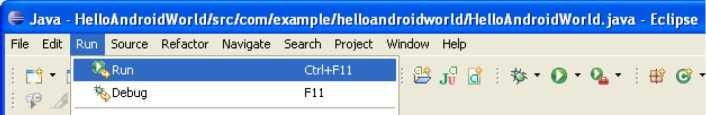 Java - HelloAndroidWorld/src/com/example/helloandroidworld/HelloAndroidWorld.java - Eclipse
File Edit Run Source Refactor Navigate Search Project Window Help
Run Ctrl+F11
Debug F11